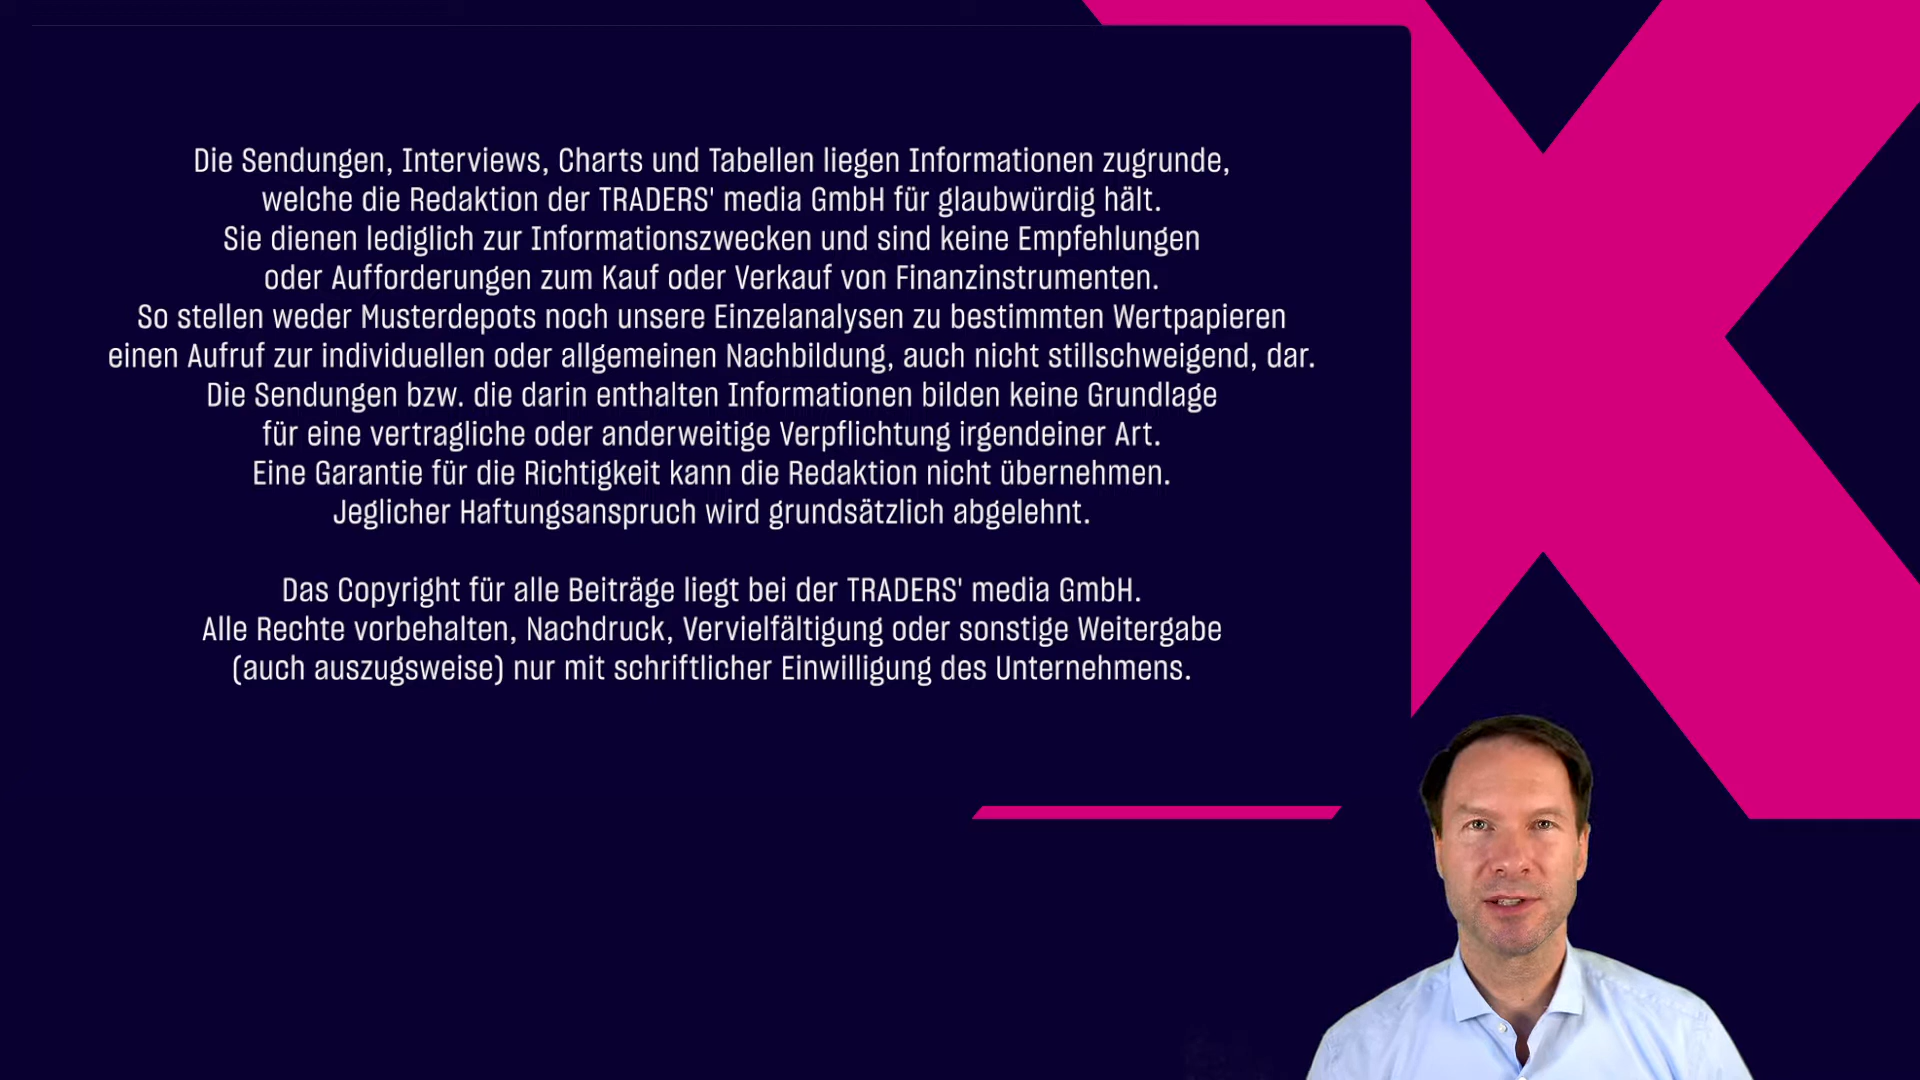 Die Sendungen, Interviews, Charts und Tabellen liegen Informationen zugrunde,
welche die Redaktion der TRADERS' media GmbH für glaubwürdig hält.
Sie dienen lediglich zur Informationszwecken und sind keine Empfehlungen
oder Aufforderungen zum Kauf oder Verkauf von Finanzinstrumenten.
So stellen weder Musterdepots noch unsere Einzelanalysen zu bestimmten Wertpapieren
einen Aufruf zur individuellen oder allgemeinen Nachbildung, auch nicht stillschweigend, dar.
Die Sendungen bzw. die darin enthalten Informationen bilden keine Grundlage
für eine vertragliche oder anderweitige Verpflichtung irgendeiner Art.
Eine Garantie für die Richtigkeit kann die Redaktion nicht übernehmen.
Jeglicher Haftungsanspruch wird grundsätzlich abgelehnt.
Das Copyright für alle Beiträge liegt bei der TRADERS' media GmbH.
Alle Rechte vorbehalten, Nachdruck, Vervielfältigung oder sonstige Weitergabe
(auch auszugsweise) nur mit schriftlicher Einwilligung des Unternehmens.